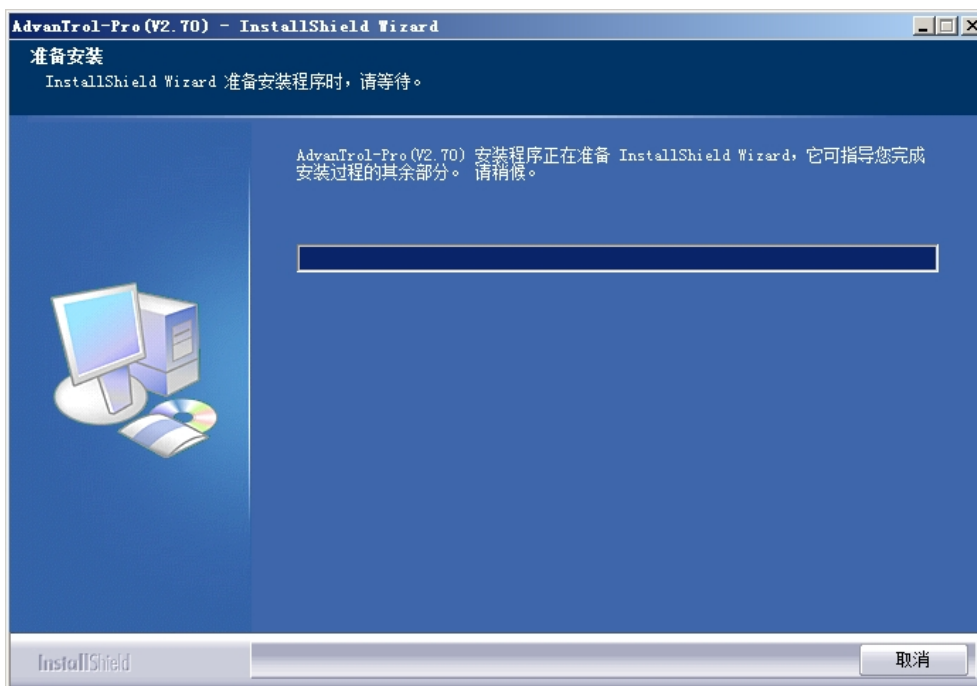 AdvanTrol-Pro(V2.70) - InstallShield Wizard
准备安装
InstallShield Wizard 准备安装程序时，请等待。
AdvanTrol-Pro(V2.70) 安装程序正在准备 InstallShield Wizard，它可指导您完成
安装过程的其余部分。 请稍候。
InstallShield
取消